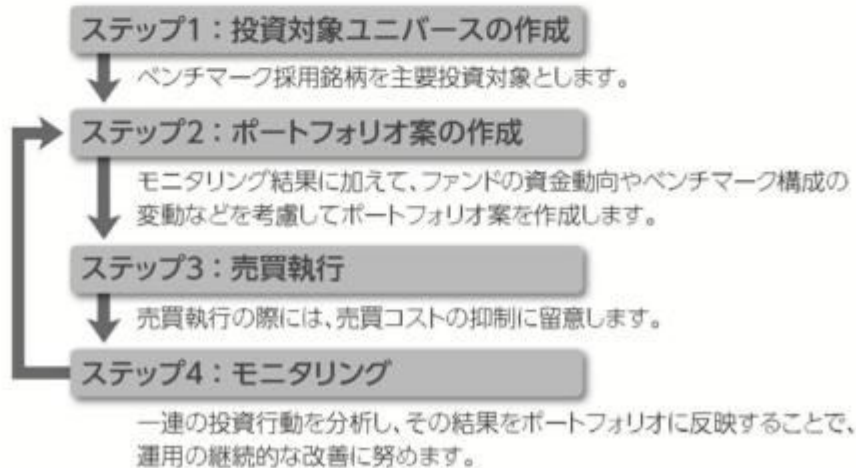 ステップ1：投資対象ユニバースの作成
ベンチマーク採用銘柄を主要投資対象とします。
ステップ2：ポートフォリオ案の作成
モニタリング結果に加えて、ファンドの資金動向やベンチマーク構成の
変動などを考慮してポートフォリオ案を作成します。
ステップ3：売買執行
売買執行の際には、売買コストの抑制に留意します。
ステップ4：モニタリング
一連の投資行動を分析し、その結果をポートフォリオに反映することで、
運用の継続的な改善に努めます。